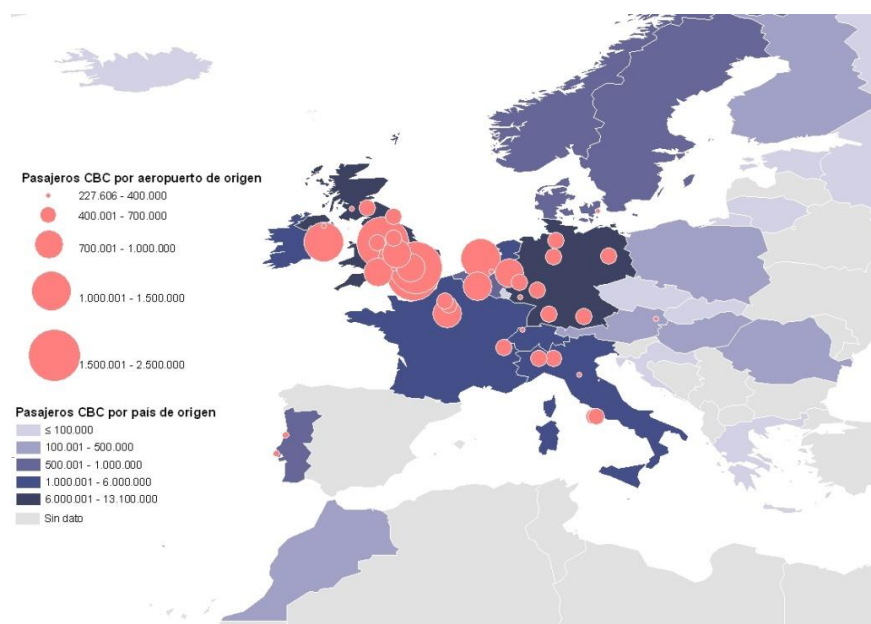 Pasajeros CBC por aeropuerto de origen
227.606 - 400.000
400.001 - 700.000
700.001 - 1.000.000
1.000.001 - 1.500.000
1.500.001 - 2.500.000
Pasajeros CBC por país de origen
≤ 100.000
100.001 - 500.000
500.001 - 1.000.000
1.000.001 - 6.000.000
6.000.001 - 13.100.000
Sin dato